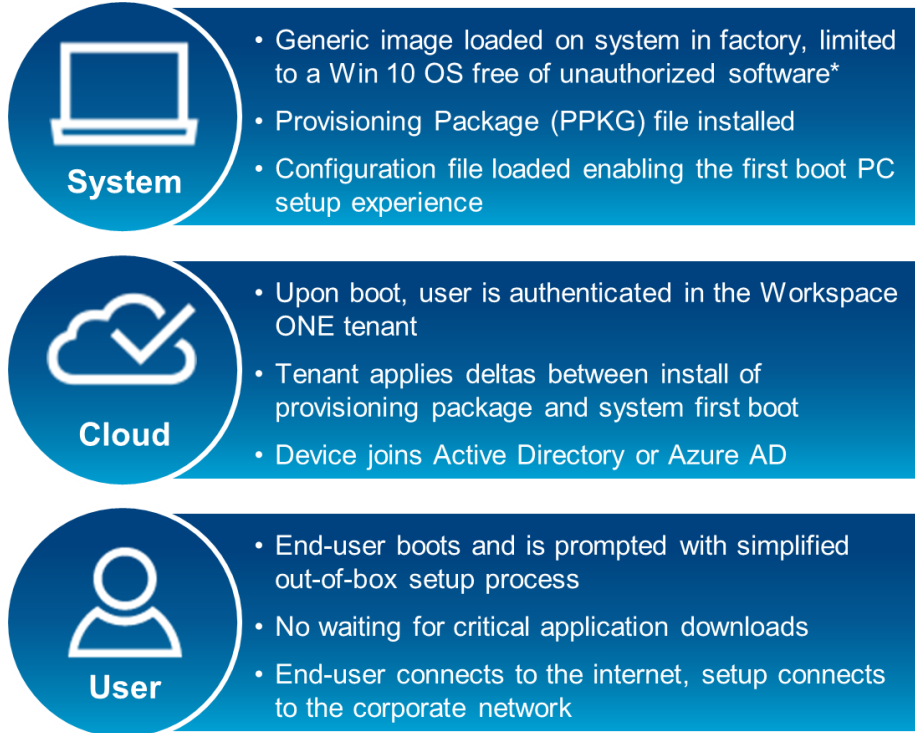 System
• Generic image loaded on system in factory, limited
to a Win 10 OS free of unauthorized software*
• Provisioning Package (PPKG) file installed
• Configuration file loaded enabling the first boot PC
setup experience
Cloud
• Upon boot, user is authenticated in the Workspace
ONE tenant
• Tenant applies deltas between install of
provisioning package and system first boot
• Device joins Active Directory or Azure AD
User
• End-user boots and is prompted with simplified
out-of-box setup process
• No waiting for critical application downloads
• End-user connects to the internet, setup connects
to the corporate network